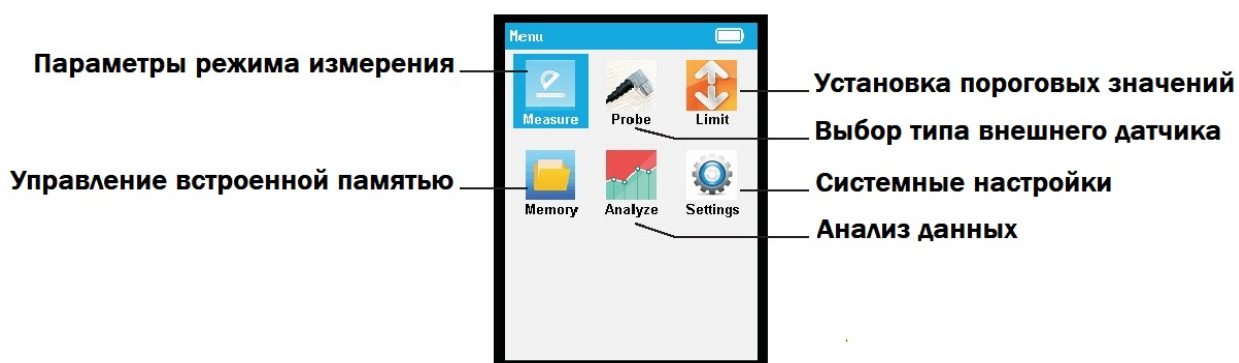 Menu
Параметры режима измерения
Measure
Probe
Limit
Установка пороговых значений
Выбор типа внешнего датчика
Управление встроенной памятью
Memory
Analyze
Settings
Системные настройки
Анализ данных